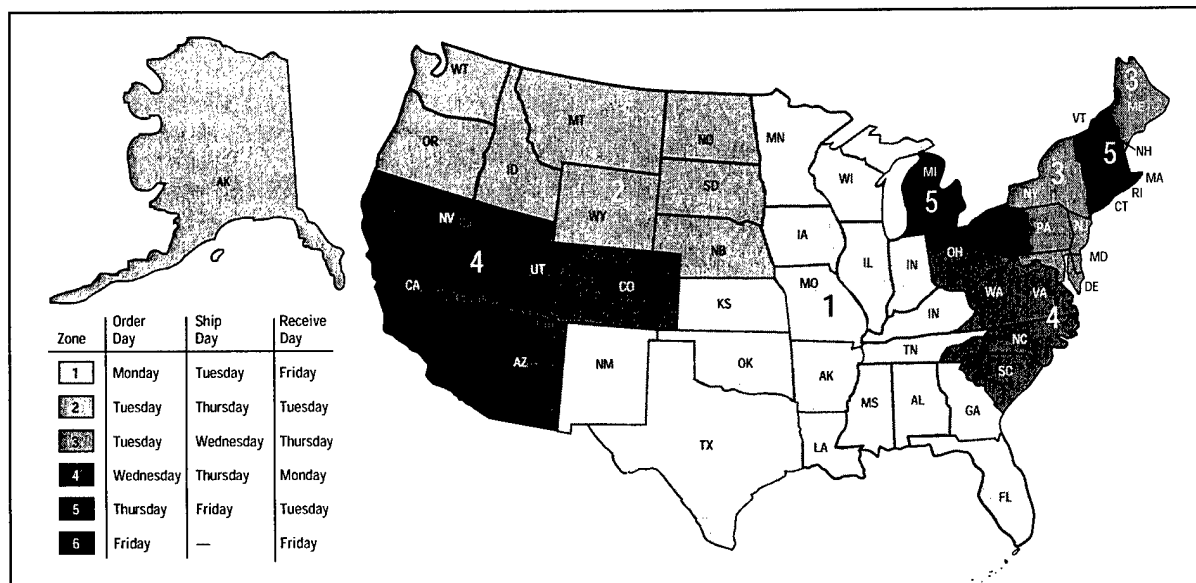 WT
MT
ND
MN
OR
ID
SD
WI
MI
5
VT
3
ME
5
NH
MA
RI
CT
3
NY
PA
NJ
MD
DE
AK
WY
2
NB
IA
NV
4
UT
CO
CA
KS
MO
1
IL
IN
OH
WA
VA
4
IN
NC
TN
SC
AZ
NM
OK
AK
MS
AL
GA
TX
LA
FL
Zone Order Day Ship Day Receive Day
1 Monday Tuesday Friday
2 Tuesday Thursday Tuesday
3 Tuesday Wednesday Thursday
4 Wednesday Thursday Monday
5 Thursday Friday Tuesday
6 Friday — Friday